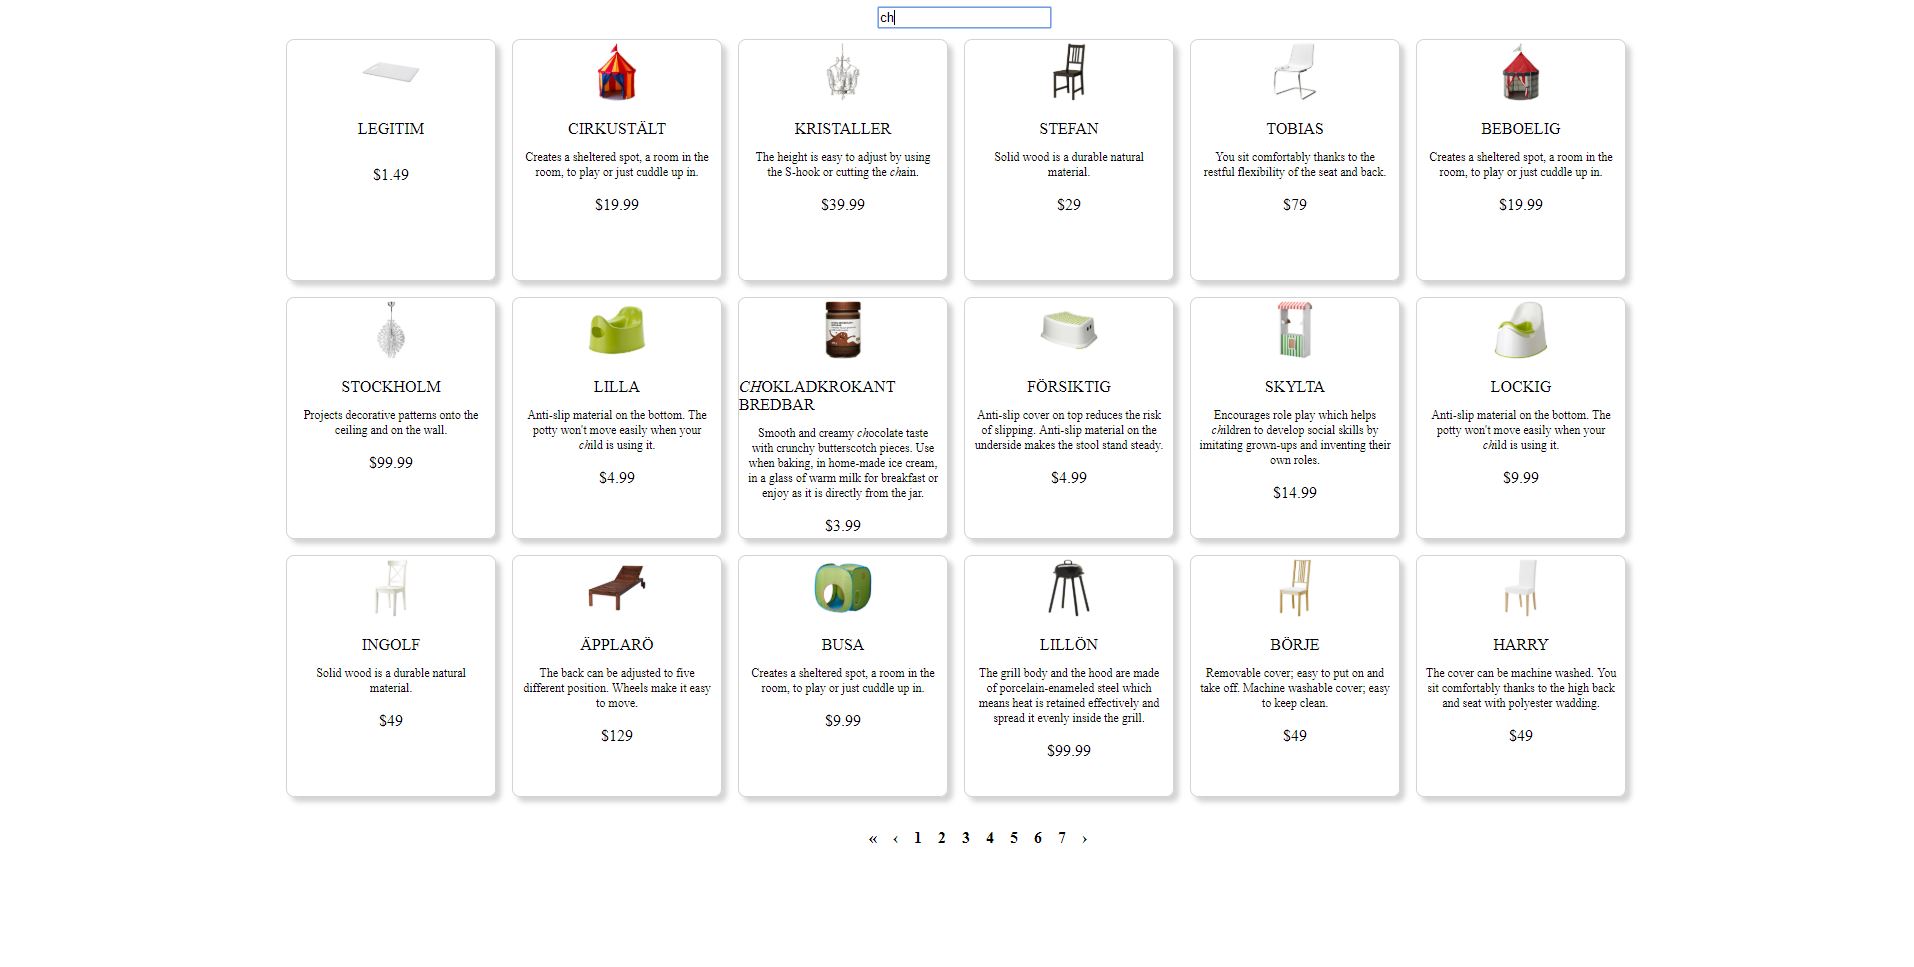 ch
LEGITIM
$1.49
CIRKUSTÄLT
Creates a sheltered spot, a room in the
room, to play or just cuddle up in.
$19.99
KRISTALLER
The height is easy to adjust by using
the S-hook or cutting the chain.
$39.99
STEFAN
Solid wood is a durable natural
material.
$29
TOBIAS
You sit comfortably thanks to the
restful flexibility of the seat and back.
$79
BEBOELIG
Creates a sheltered spot, a room in the
room, to play or just cuddle up in.
$19.99
STOCKHOLM
Projects decorative patterns onto the
ceiling and on the wall.
$99.99
LILLA
Anti-slip material on the bottom. The
potty won't move easily when your
child is using it.
$4.99
CHOKLADKROKANT
BREDBAR
Smooth and creamy chocolate taste
with crunchy butterscotch pieces. Use
when baking, in home-made ice cream,
in a glass of warm milk for breakfast or
enjoy as it is directly from the jar.
$3.99
FÖRSIKTIG
Anti-slip cover on top reduces the risk
of slipping. Anti-slip material on the
underside makes the stool stand steady.
$4.99
SKYLTA
Encourages role play which helps
children to develop social skills by
imitating grown-ups and inventing their
own roles.
$14.99
LOCKIG
Anti-slip material on the bottom. The
potty won't move easily when your
child is using it.
$9.99
INGOLF
Solid wood is a durable natural
material.
$49
ÄPPLARÖ
The back can be adjusted to five
different position. Wheels make it easy
to move.
$129
BUSA
Creates a sheltered spot, a room in the
room, to play or just cuddle up in.
$9.99
LILLÖN
The grill body and the hood are made
of porcelain-enameled steel which
means heat is retained effectively and
spread it evenly inside the grill.
$99.99
BÖRJE
Removable cover; easy to put on and
take off. Machine washable cover; easy
to keep clean.
$49
HARRY
The cover can be machine washed. You
sit comfortably thanks to the high back
and seat with polyester wadding.
$49
« ‹ 1 2 3 4 5 6 7 ›